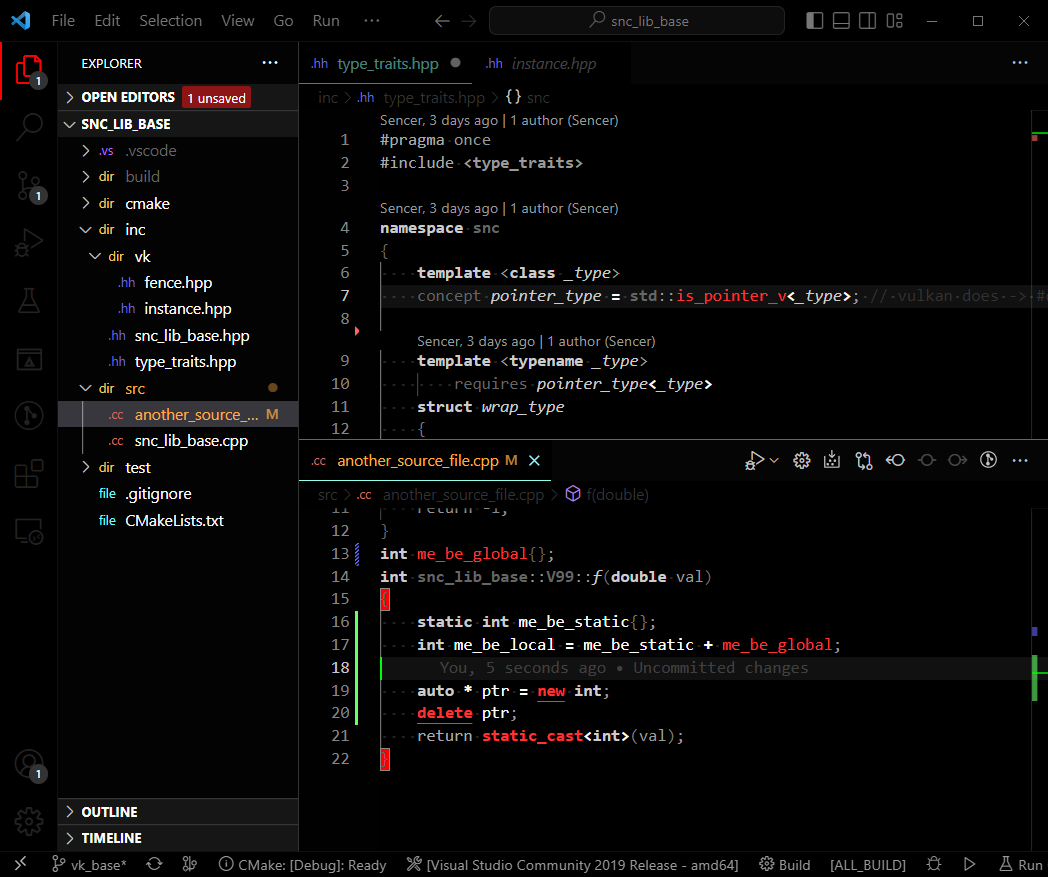 File Edit Selection View Go Run ··· snc_lib_base
EXPLORER ···
1
OPEN EDITORS 1 unsaved
SNC_LIB_BASE
.vs .vscode
dir build
dir cmake
1
dir inc
dir vk
.hh fence.hpp
.hh instance.hpp
.hh snc_lib_base.hpp
.hh type_traits.hpp
dir src
.cc another_source_... M
.cc snc_lib_base.cpp
dir test
file .gitignore
file CMakeLists.txt
1
OUTLINE
TIMELINE
.hh type_traits.hpp ● .hh instance.hpp ···
inc > .hh type_traits.hpp > {} snc
Sencer, 3 days ago | 1 author (Sencer)
1 #pragma once
2 #include <type_traits>
3
Sencer, 3 days ago | 1 author (Sencer)
4 namespace snc
5 {
6 ····template <class _type>
7 ····concept pointer_type = std::is_pointer_v<_type>; // vulkan does --> #
8
Sencer, 3 days ago | 1 author (Sencer)
9 ····template <typename _type>
10 ········requires pointer_type<_type>
11 ····struct wrap_type
12 ····{
.cc another_source_file.cpp M ···
src > .cc another_source_file.cpp > f(double)
11 ····return -1;
12 }
13 int me_be_global{};
14 int snc_lib_base::V99::f(double val)
15 {
16 ····static int me_be_static{};
17 ····int me_be_local = me_be_static + me_be_global;
18 You, 5 seconds ago • Uncommitted changes
19 ····auto * ptr = new int;
20 ····delete ptr;
21 ····return static_cast<int>(val);
22 }
vk_base* CMake: [Debug]: Ready [Visual Studio Community 2019 Release - amd64] Build [ALL_BUILD] Run